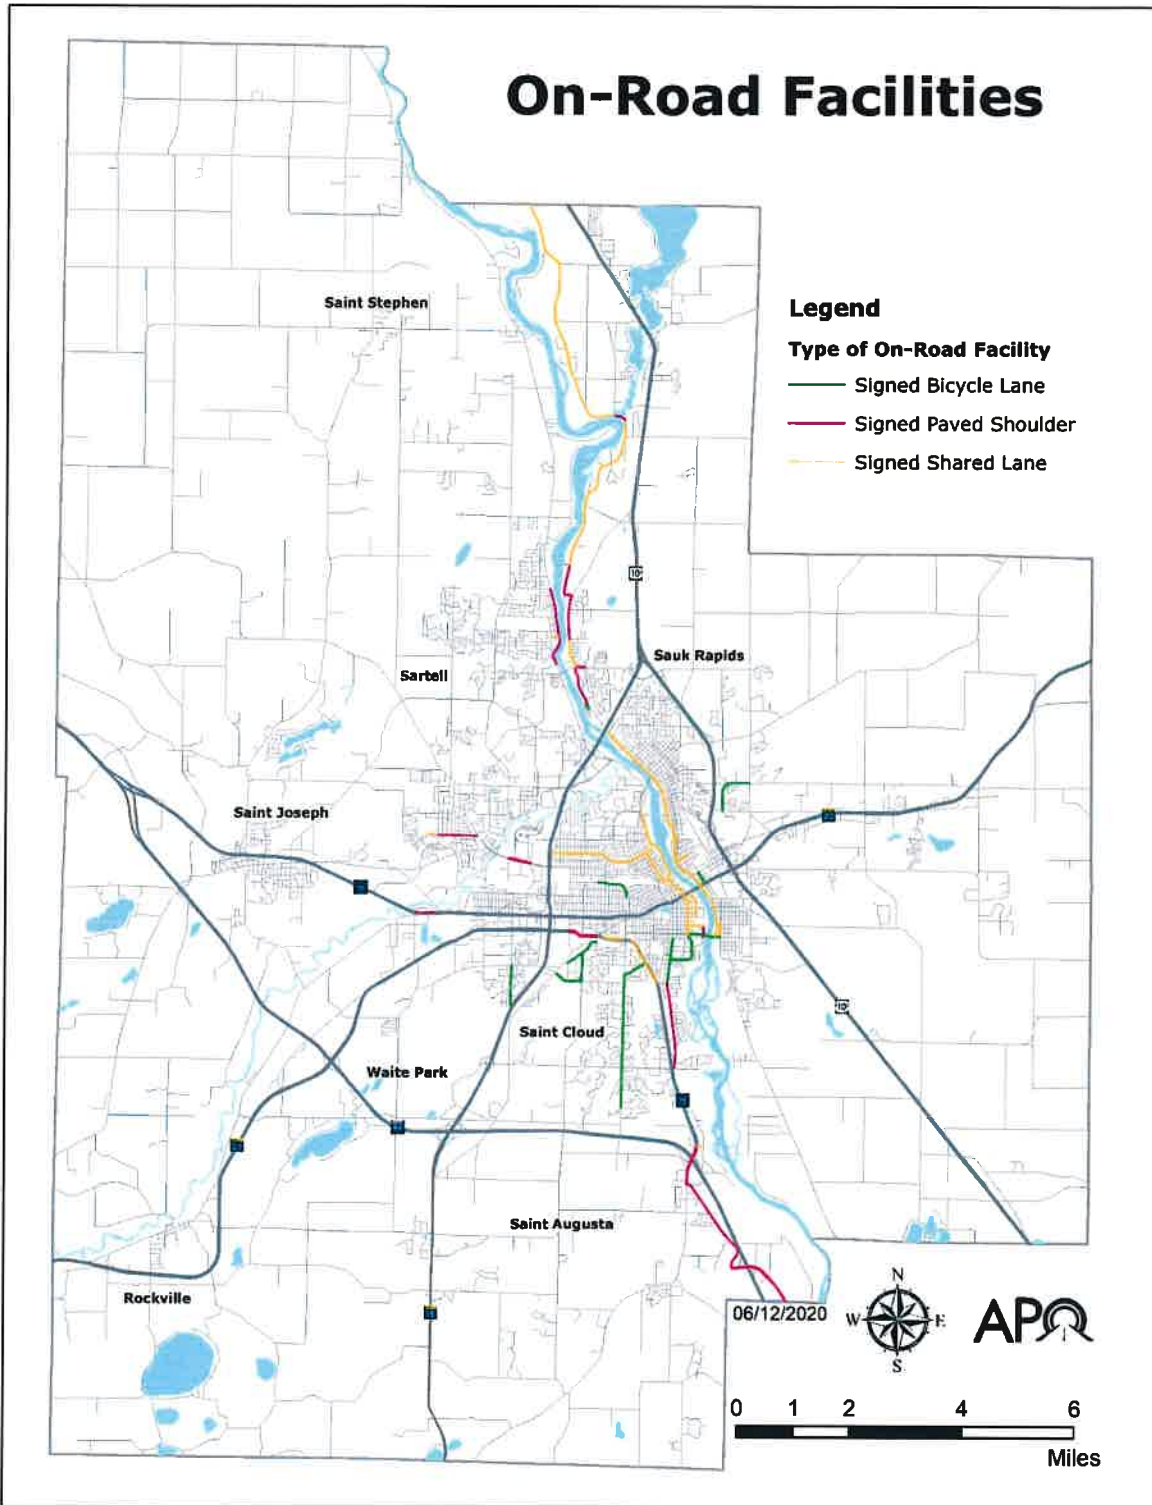 On-Road Facilities
Saint Stephen
Legend
Type of On-Road Facility
Signed Bicycle Lane
Signed Paved Shoulder
Signed Shared Lane
10
Sauk Rapids
Sartell
Saint Joseph
10
Saint Cloud
Waite Park
Saint Augusta
Rockville
06/12/2020
N
W E
S
APO
0 1 2 4 6
Miles